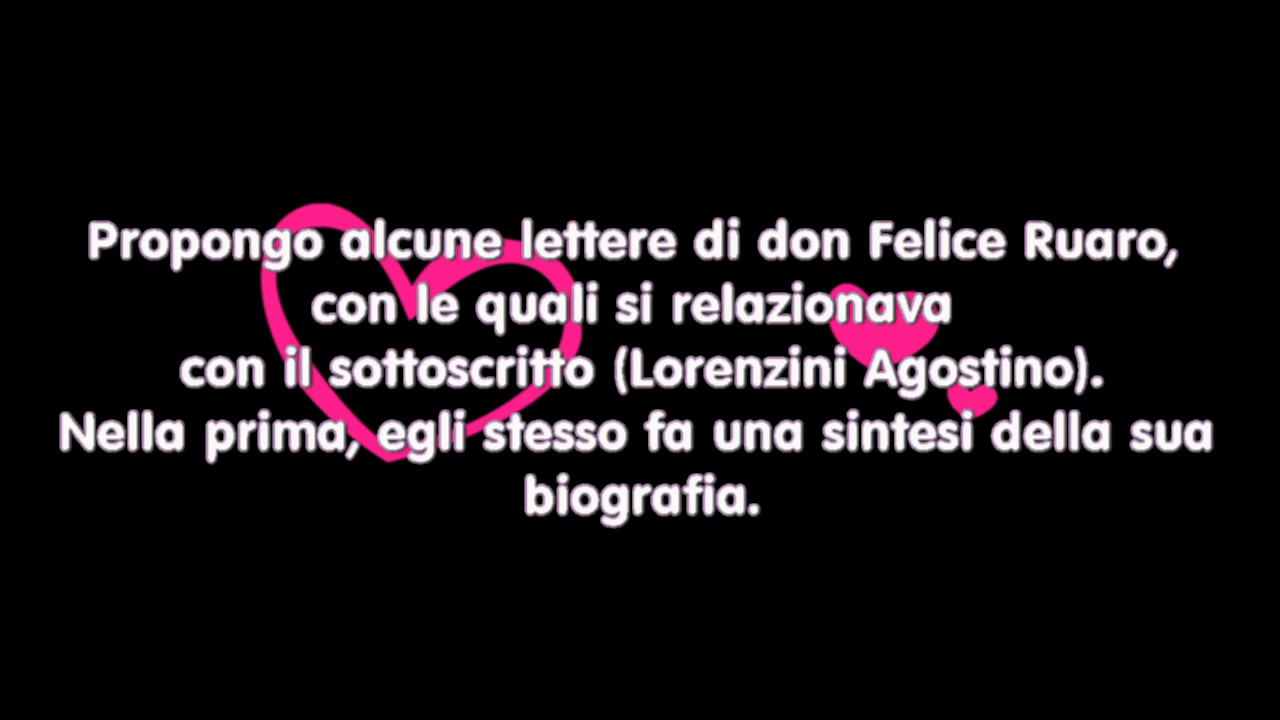 Propongo alcune lettere di don Felice Ruaro,
con le quali si relazionava
con il sottoscritto (Lorenzini Agostino).
Nella prima, egli stesso fa una sintesi della sua
biografia.